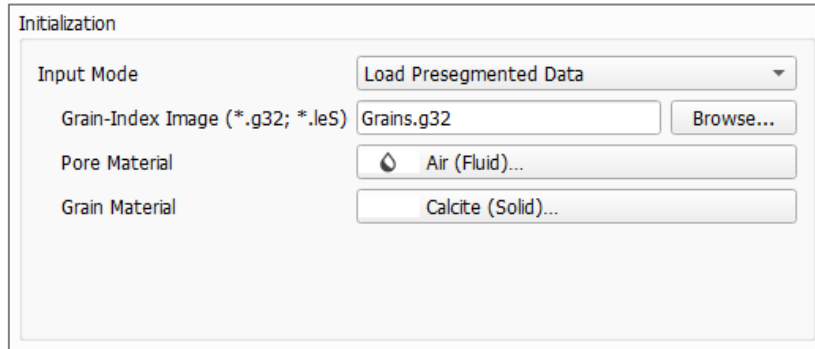 Initialization
Input Mode Load Presegmented Data
Grain-Index Image (*.g32; *.leS) Grains.g32 Browse...
Pore Material Air (Fluid)...
Grain Material Calcite (Solid)...